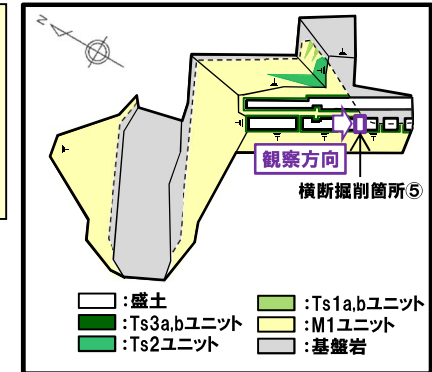 N
観察方向
横断掘削箇所⑤
:盛土
:Ts3a,bユニット
:Ts2ユニット
:Ts1a,bユニット
:M1ユニット
:基盤岩